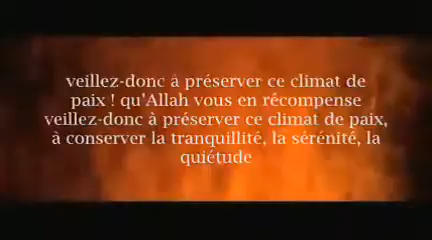 veillez-donc à préserver ce climat de
paix ! qu'Allah vous en récompense
veillez-donc à préserver ce climat de paix,
à conserver la tranquillité, la sérénité, la
quiétude